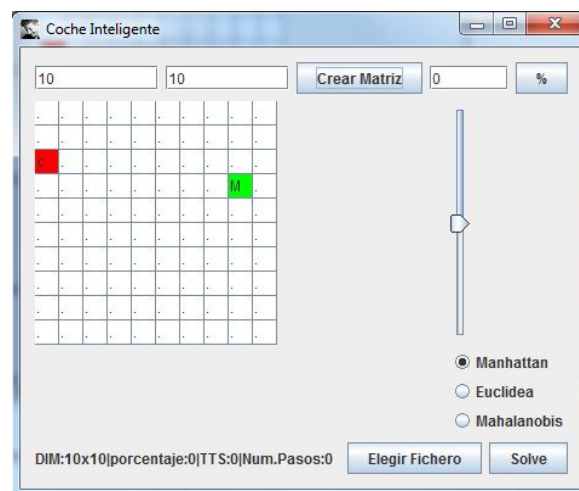 Coche Inteligente
10 10 Crear Matriz 0 %
. . . . . . . . . .
. . . . . . . . . .
c . . . . . . . . .
. . . . . . . . M .
. . . . . . . . . .
. . . . . . . . . .
. . . . . . . . . .
. . . . . . . . . .
. . . . . . . . . .
. . . . . . . . . .
Manhattan
Euclidea
Mahalanobis
DIM:10x10|porcentaje:0|TTS:0|Num.Pasos:0 Elegir Fichero Solve